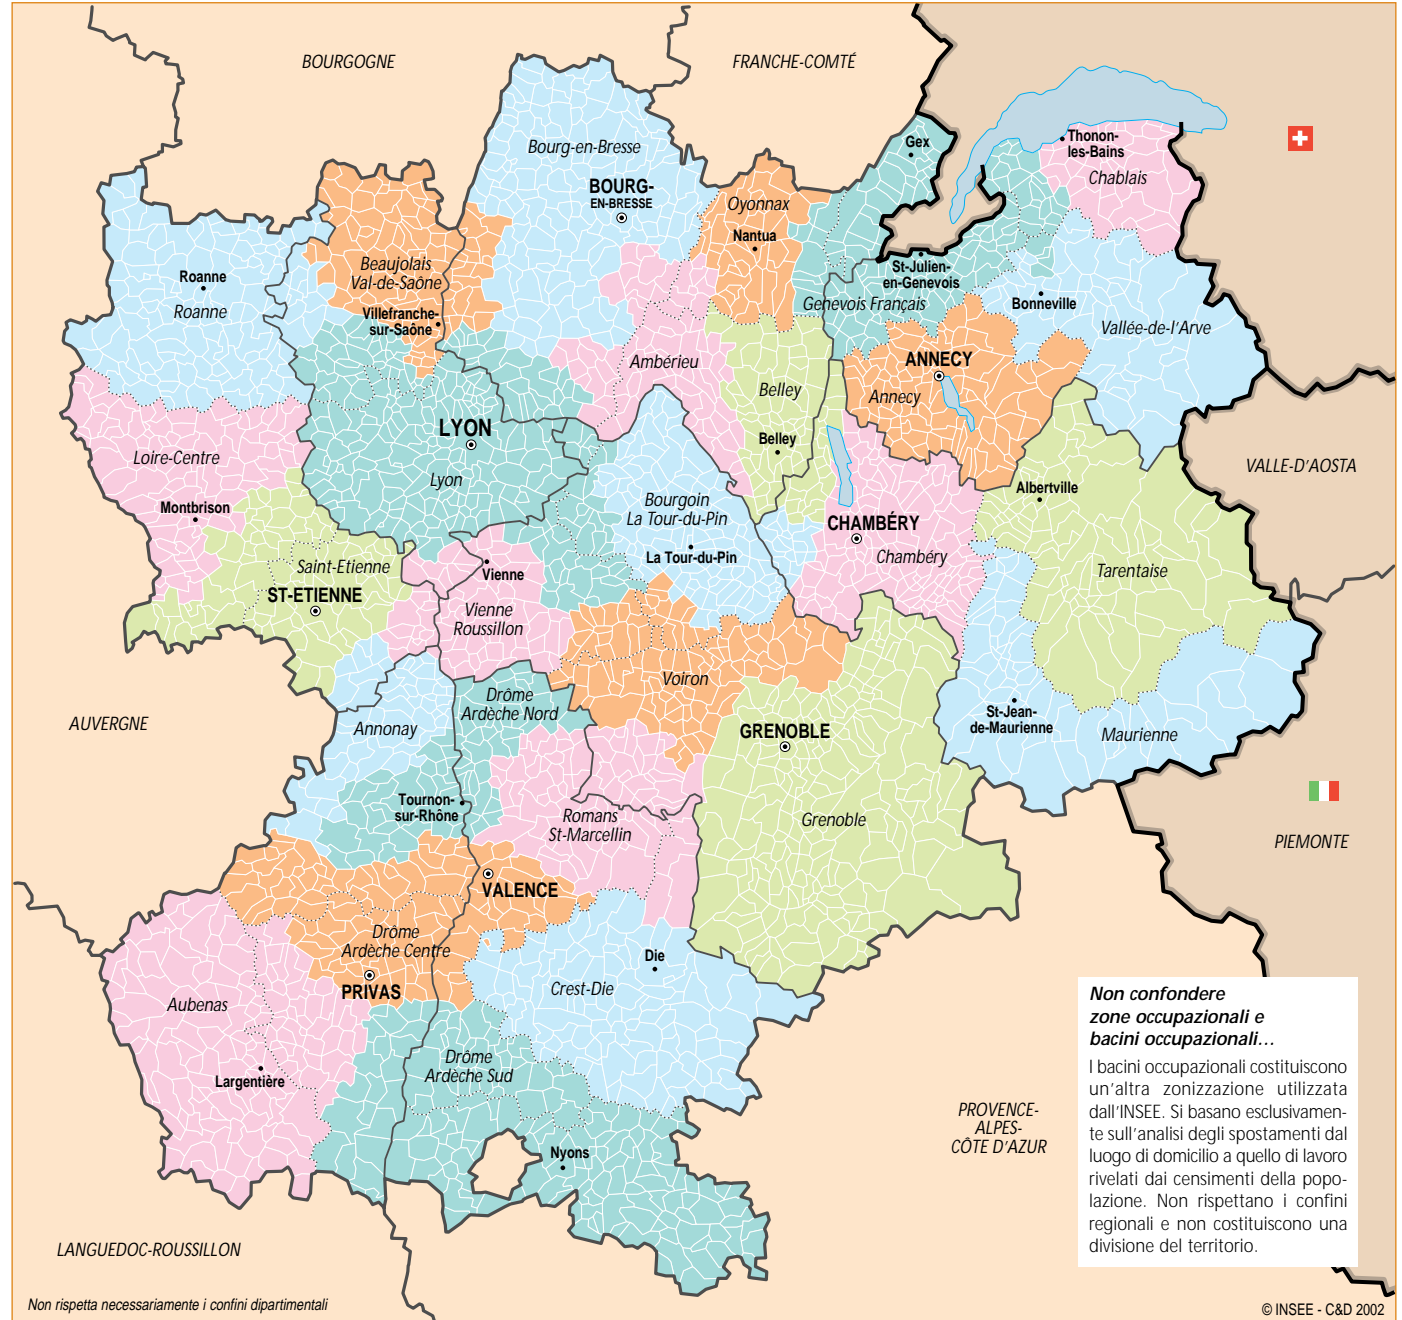 BOURGOGNE
FRANCHE-COMTÉ
Bourg-en-Bresse
BOURG-
EN-BRESSE
Gex
Thonon-
les-Bains
Chablais
Oyonnax
Nantua
Roanne
Roanne
Beaujolais
Val-de-Saône
Villefranche-
sur-Saône
St-Julien-
en-Genevois
Genevois Français
Bonneville
Vallée-de-l'Arve
Ambérieu
ANNECY
Annecy
Belley
Belley
LYON
Lyon
Loire-Centre
Montbrison
VALLE-D'AOSTA
Albertville
Bourgoin
La Tour-du-Pin
La Tour-du-Pin
CHAMBÉRY
Chambéry
Tarentaise
Saint-Etienne
ST-ETIENNE
Vienne
Vienne
Roussillon
Voiron
Drôme
Ardèche Nord
AUVERGNE
Annonay
GRENOBLE
St-Jean-
de-Maurienne
Maurienne
Tournon-
sur-Rhône
Romans
St-Marcellin
Grenoble
PIEMONTE
VALENCE
Drôme
Ardèche Centre
PRIVAS
Die
Crest-Die
Aubenas
Largentière
Drôme
Ardèche Sud
Nyons
PROVENCE-
ALPES-
CÔTE D'AZUR
LANGUEDOC-ROUSSILLON
Non confondere
zone occupazionali e
bacini occupazionali...
I bacini occupazionali costituiscono
un'altra zonizzazione utilizzata
dall'INSEE. Si basano esclusivamen-
te sull'analisi degli spostamenti dal
luogo di domicilio a quello di lavoro
rivelati dai censimenti della popo-
lazione. Non rispettano i confini
regionali e non costituiscono una
divisione del territorio.
Non rispetta necessariamente i confini dipartimentali
© INSEE - C&D 2002